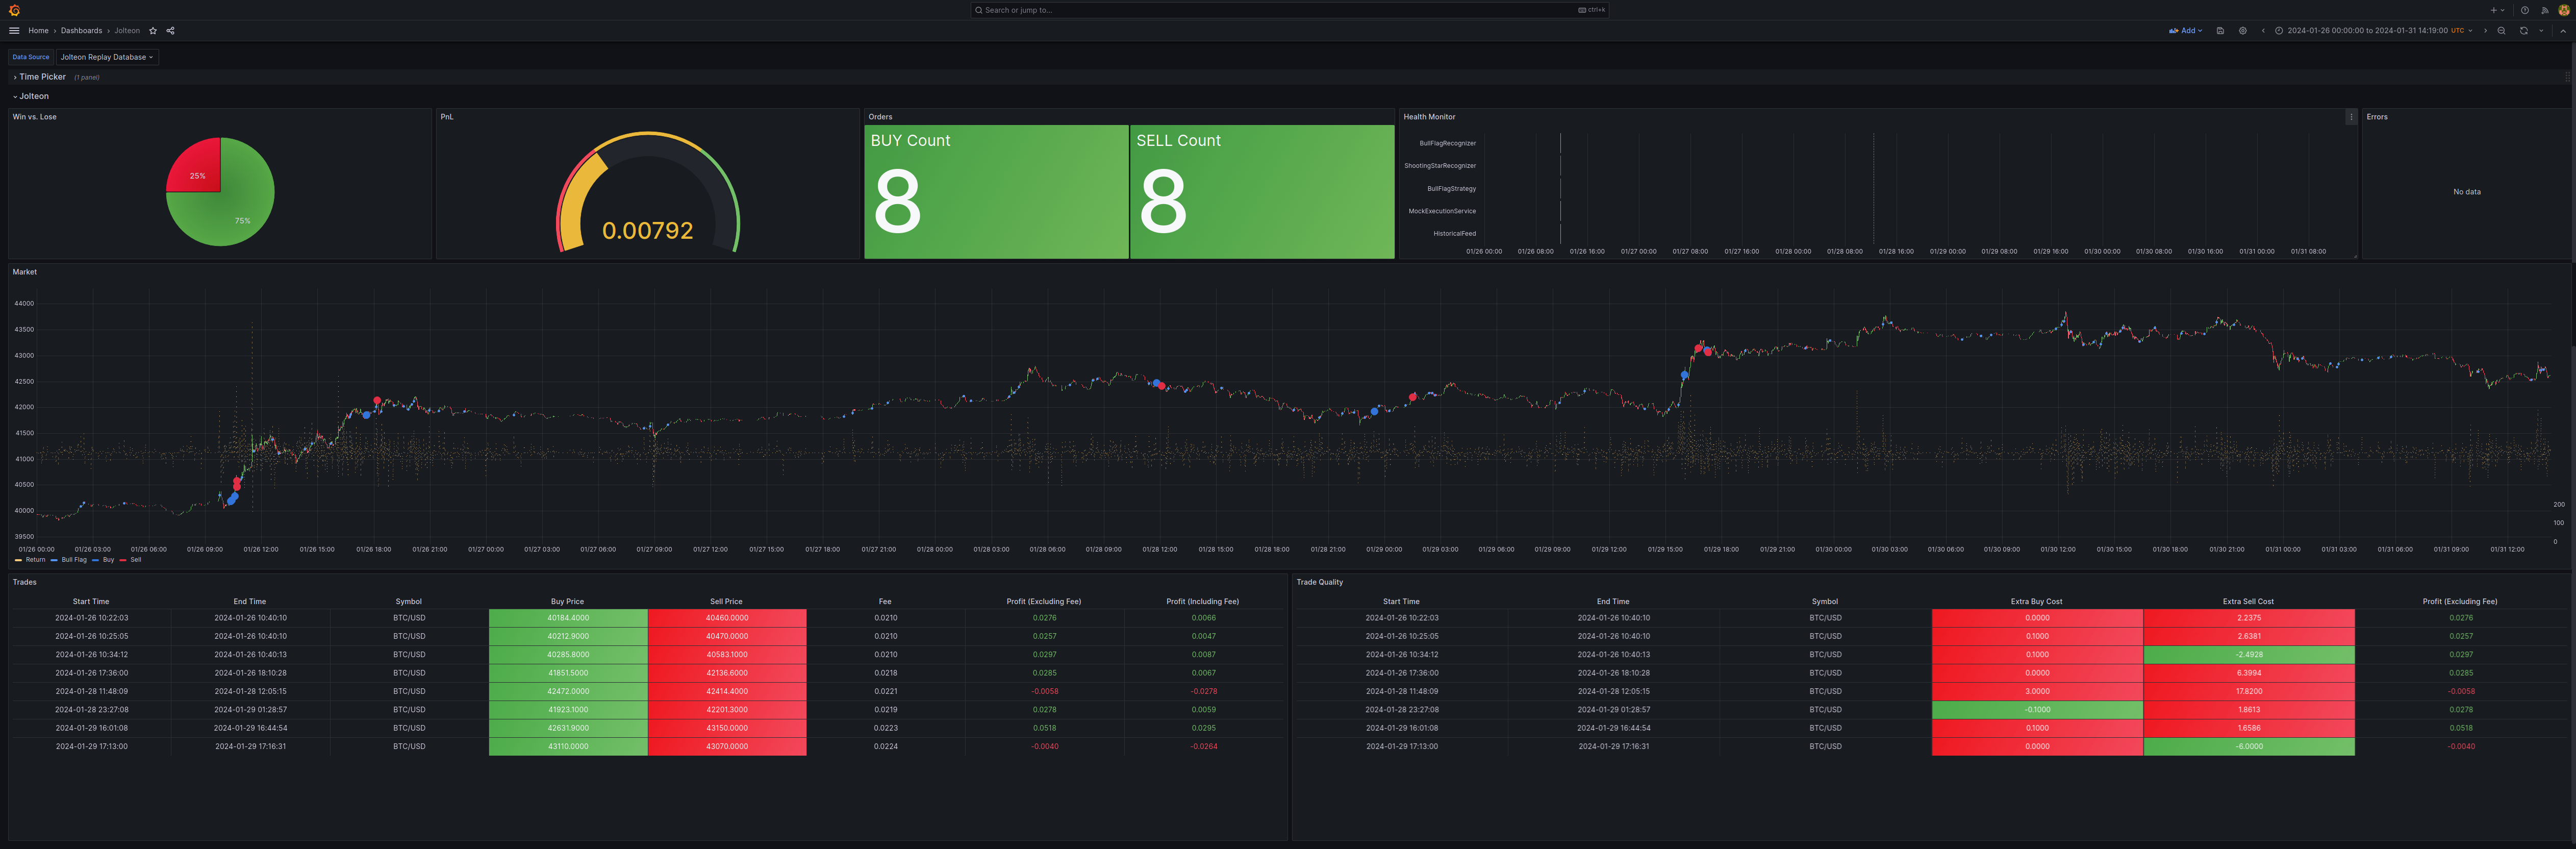 Search or jump to...
ctrl+k
Home › Dashboards › Jolteon
Add
2024-01-26 00:00:00 to 2024-01-31 14:19:00 UTC
Data Source Jolteon Replay Database
Time Picker (1 panel)
Jolteon
Win vs. Lose
25%
75%
PnL
0.00792
Orders
BUY Count
8
SELL Count
8
Health Monitor
BullFlagRecognizer
ShootingStarRecognizer
BullFlagStrategy
MockExecutionService
HistoricalFeed
01/26 00:00 01/26 08:00 01/26 16:00 01/27 00:00 01/27 08:00 01/27 16:00 01/28 00:00 01/28 08:00 01/28 16:00 01/29 00:00 01/29 08:00 01/29 16:00 01/30 00:00 01/30 08:00 01/30 16:00 01/31 00:00 01/31 08:00
Errors
No data
Market
44000
43500
43000
42500
42000
41500
41000
40500
40000
39500
200
100
0
01/26 00:00 01/26 03:00 01/26 06:00 01/26 09:00 01/26 12:00 01/26 15:00 01/26 18:00 01/26 21:00 01/27 00:00 01/27 03:00 01/27 06:00 01/27 09:00 01/27 12:00 01/27 15:00 01/27 18:00 01/27 21:00 01/28 00:00 01/28 03:00 01/28 06:00 01/28 09:00 01/28 12:00 01/28 15:00 01/28 18:00 01/28 21:00 01/29 00:00 01/29 03:00 01/29 06:00 01/29 09:00 01/29 12:00 01/29 15:00 01/29 18:00 01/29 21:00 01/30 00:00 01/30 03:00 01/30 06:00 01/30 09:00 01/30 12:00 01/30 15:00 01/30 18:00 01/30 21:00 01/31 00:00 01/31 03:00 01/31 06:00 01/31 09:00 01/31 12:00
Return Bull Flag Buy Sell
Trades
Start Time End Time Symbol Buy Price Sell Price Fee Profit (Excluding Fee) Profit (Including Fee)
2024-01-26 10:22:03 2024-01-26 10:40:10 BTC/USD 40184.4000 40460.0000 0.0210 0.0276 0.0066
2024-01-26 10:25:05 2024-01-26 10:40:10 BTC/USD 40212.9000 40470.0000 0.0210 0.0257 0.0047
2024-01-26 10:34:12 2024-01-26 10:40:13 BTC/USD 40285.8000 40583.1000 0.0210 0.0297 0.0087
2024-01-26 17:36:00 2024-01-26 18:10:28 BTC/USD 41851.5000 42136.6000 0.0218 0.0285 0.0067
2024-01-28 11:48:09 2024-01-28 12:05:15 BTC/USD 42472.0000 42414.4000 0.0221 -0.0058 -0.0278
2024-01-28 23:27:08 2024-01-29 01:28:57 BTC/USD 41923.1000 42201.3000 0.0219 0.0278 0.0059
2024-01-29 16:01:08 2024-01-29 16:44:54 BTC/USD 42631.9000 43150.0000 0.0223 0.0518 0.0295
2024-01-29 17:13:00 2024-01-29 17:16:31 BTC/USD 43110.0000 43070.0000 0.0224 -0.0040 -0.0264
Trade Quality
Start Time End Time Symbol Extra Buy Cost Extra Sell Cost Profit (Excluding Fee)
2024-01-26 10:22:03 2024-01-26 10:40:10 BTC/USD 0.0000 2.2375 0.0276
2024-01-26 10:25:05 2024-01-26 10:40:10 BTC/USD 0.1000 2.6381 0.0257
2024-01-26 10:34:12 2024-01-26 10:40:13 BTC/USD 0.1000 -2.4928 0.0297
2024-01-26 17:36:00 2024-01-26 18:10:28 BTC/USD 0.0000 6.3994 0.0285
2024-01-28 11:48:09 2024-01-28 12:05:15 BTC/USD 3.0000 17.8200 -0.0058
2024-01-28 23:27:08 2024-01-29 01:28:57 BTC/USD -0.1000 1.8613 0.0278
2024-01-29 16:01:08 2024-01-29 16:44:54 BTC/USD 0.1000 1.6586 0.0518
2024-01-29 17:13:00 2024-01-29 17:16:31 BTC/USD 0.0000 -6.0000 -0.0040